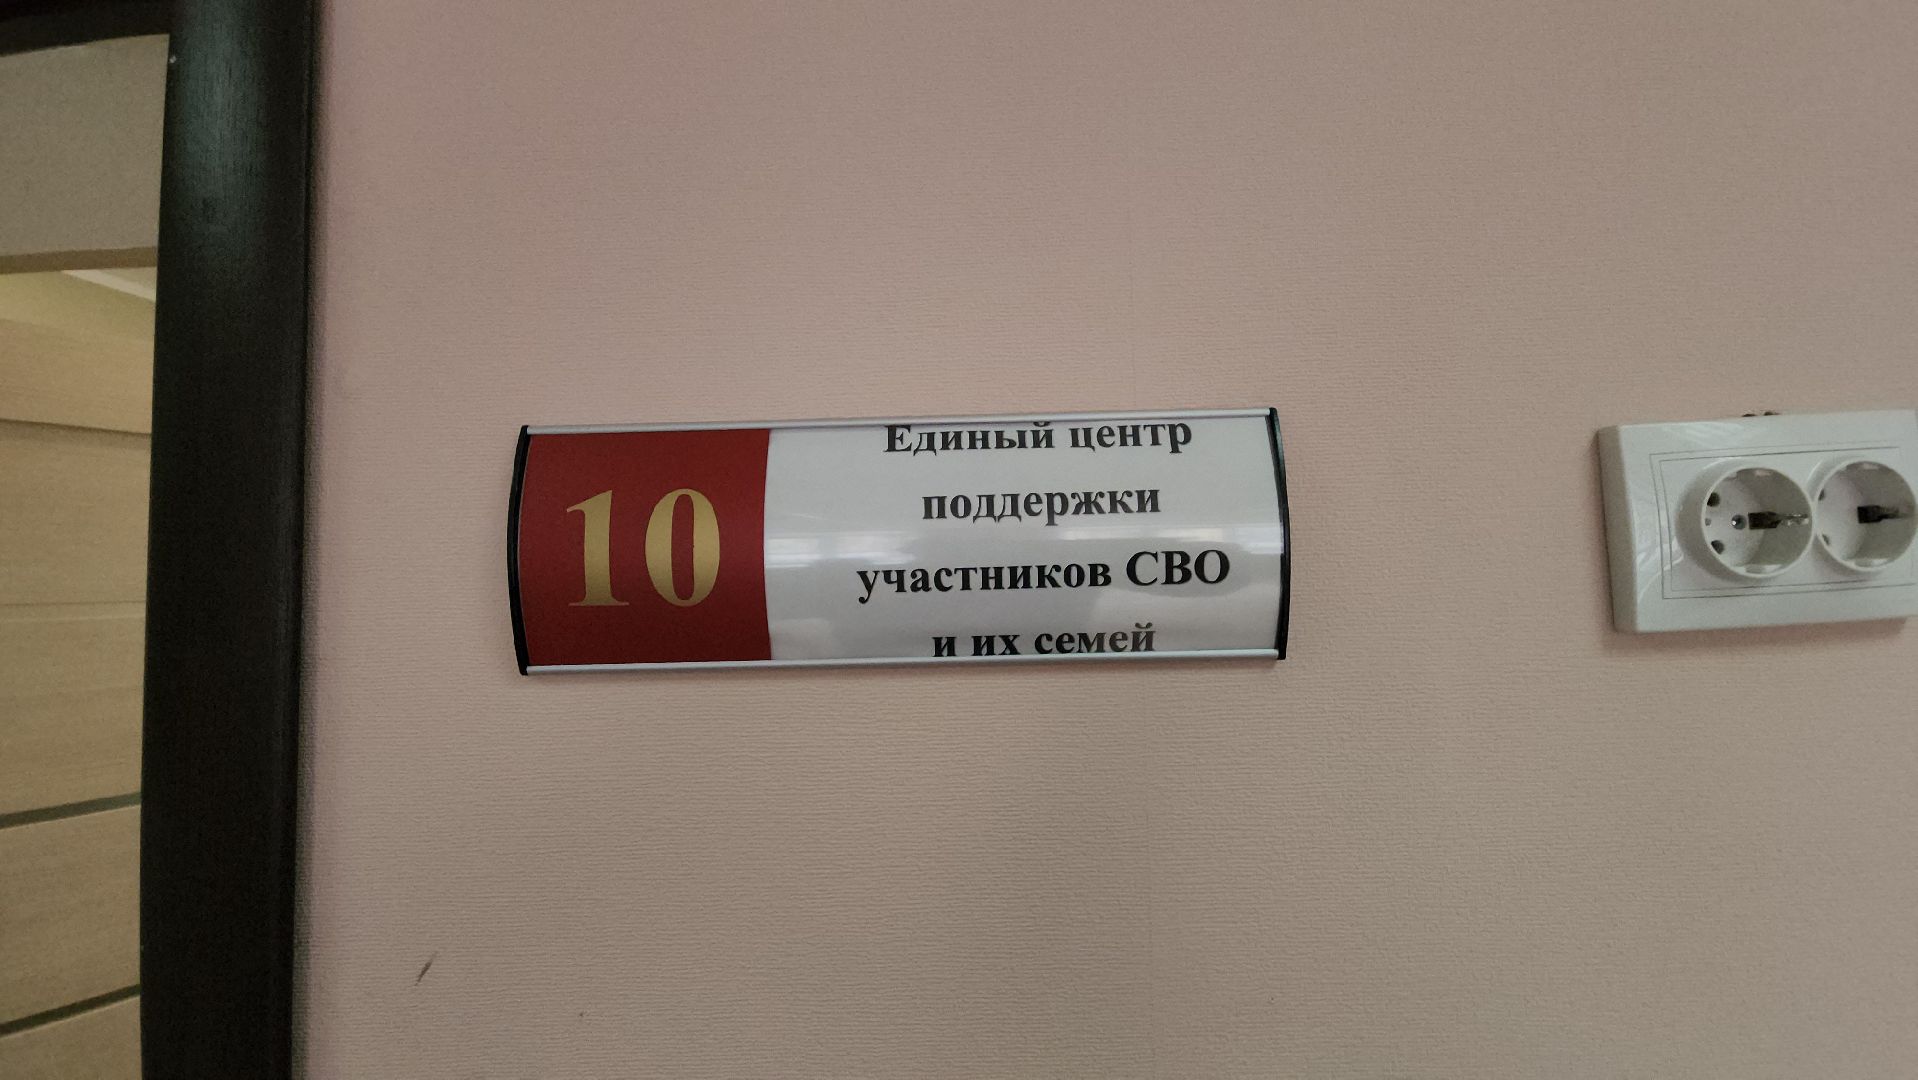 10
Единый центр
поддержки
участников СВО
и их семей